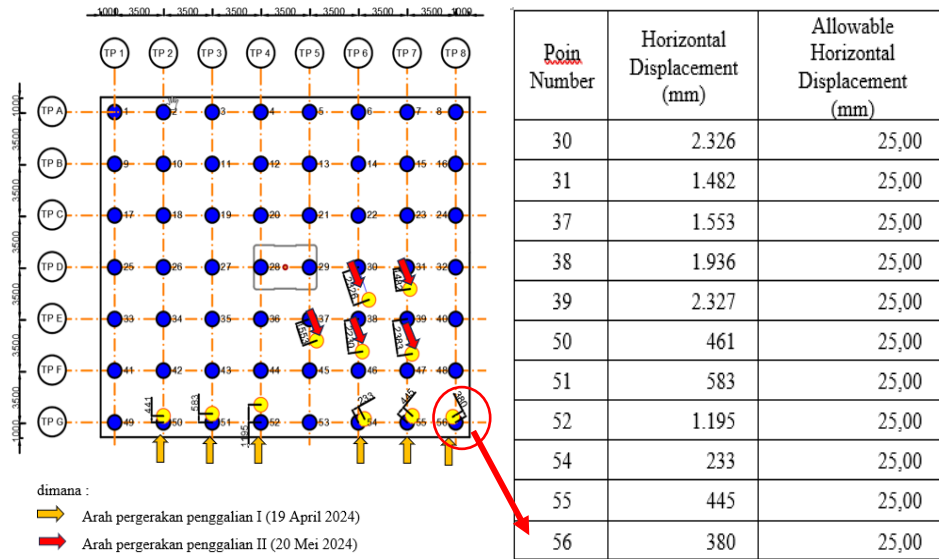 1000 3500 3500 3500 3500 3500 3500 3500 1000
TP 1 TP 2 TP 3 TP 4 TP 5 TP 6 TP 7 TP 8
1000
TP A 1 2 3 4 5 6 7 8
3500
TP B 9 10 11 12 13 14 15 16
3500
TP C 17 18 19 20 21 22 23 24
3500
TP D 25 26 27 28 29 30 31 32
2826 1482
3500
TP E 33 34 35 36 37 38 39 40
1553 2230 2383
3500
TP F 41 42 43 44 45 46 47 48
3500
441 583 1195 233 445 380
TP G 49 50 51 52 53 54 55 56
1000
dimana :
Arah pergerakan penggalian I (19 April 2024)
Arah pergerakan penggalian II (20 Mei 2024)
Poin Number Horizontal Displacement (mm) Allowable Horizontal Displacement (mm)
30 2.326 25,00
31 1.482 25,00
37 1.553 25,00
38 1.936 25,00
39 2.327 25,00
50 461 25,00
51 583 25,00
52 1.195 25,00
54 233 25,00
55 445 25,00
56 380 25,00